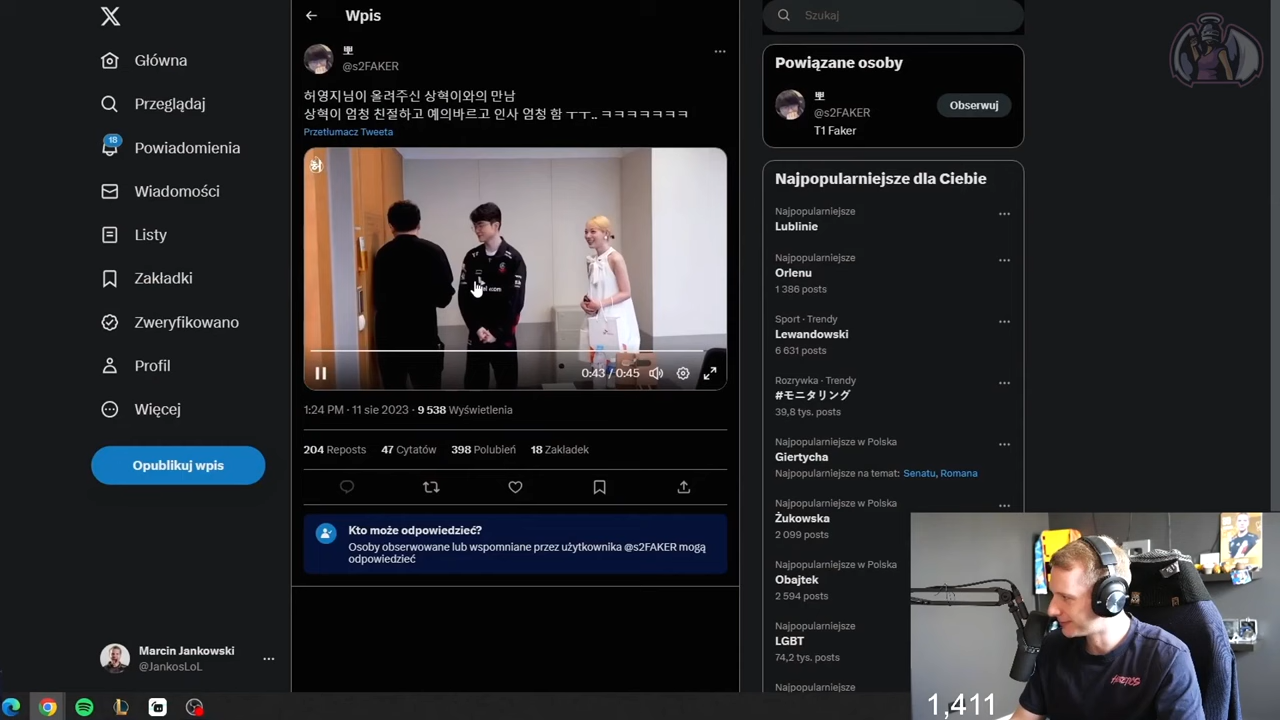 Główna
Przeglądaj
18
Powiadomienia
Wiadomości
Listy
Zakładki
Zweryfikowano
Profil
Więcej
Opublikuj wpis
Marcin Jankowski
@JankosLoL
Wpis
뽀
@s2FAKER
허영지님이 올려주신 상혁이와의 만남
상혁이 엄청 친절하고 예의바르고 인사 엄청 함 ㅜㅜ.. ㅋㅋㅋㅋㅋㅋㅋ
Przetłumacz Tweeta
허
0:43 / 0:45
1:24 PM · 11 sie 2023 · 9 538 Wyświetlenia
204 Reposts 47 Cytatów 398 Polubień 18 Zakładek
Kto może odpowiedzieć?
Osoby obserwowane lub wspomniane przez użytkownika @s2FAKER mogą
odpowiedzieć
Szukaj
Powiązane osoby
뽀
@s2FAKER
Obserwuj
T1 Faker
Najpopularniejsze dla Ciebie
Najpopularniejsze
Lublinie
Najpopularniejsze
Orlenu
1 386 posts
Sport · Trendy
Lewandowski
6 631 posts
Rozrywka · Trendy
#モニタリング
39,8 tys. posts
Najpopularniejsze w Polska
Giertycha
Najpopularniejsze na temat: Senatu, Romana
Najpopularniejsze w Polska
Żukowska
2 099 posts
Najpopularniejsze w Polska
Obajtek
2 594 posts
Najpopularniejsze
LGBT
74,2 tys. posts
Najpopularniejsze
HERETICS
1,411